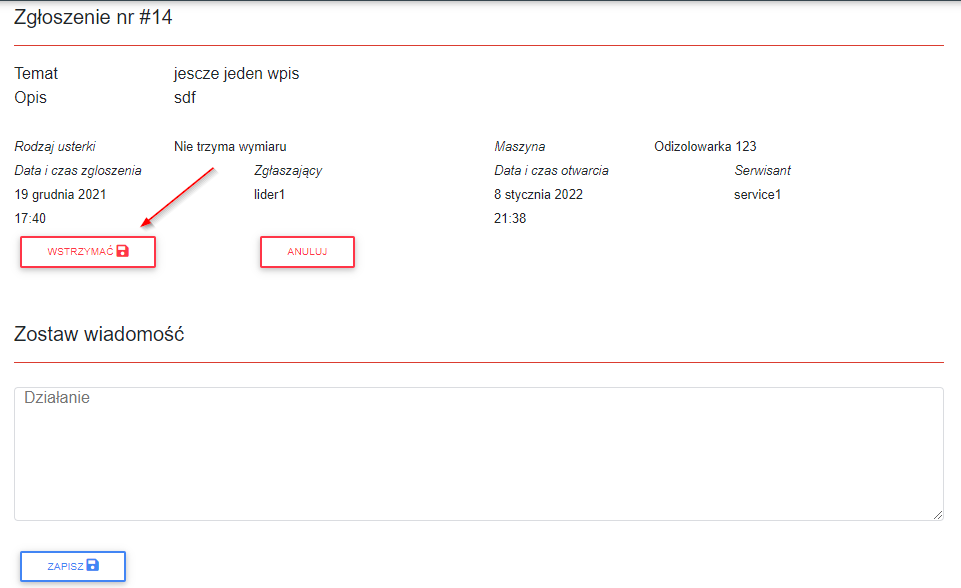 Zgłoszenie nr #14
Temat jescze jeden wpis
Opis sdf
Rodzaj usterki Nie trzyma wymiaru Maszyna Odizolowarka 123
Data i czas zgloszenia Zgłaszający Data i czas otwarcia Serwisant
19 grudnia 2021 lider1 8 stycznia 2022 service1
17:40 21:38
WSTRZYMAĆ ANULUJ
Zostaw wiadomość
Działanie
ZAPISZ